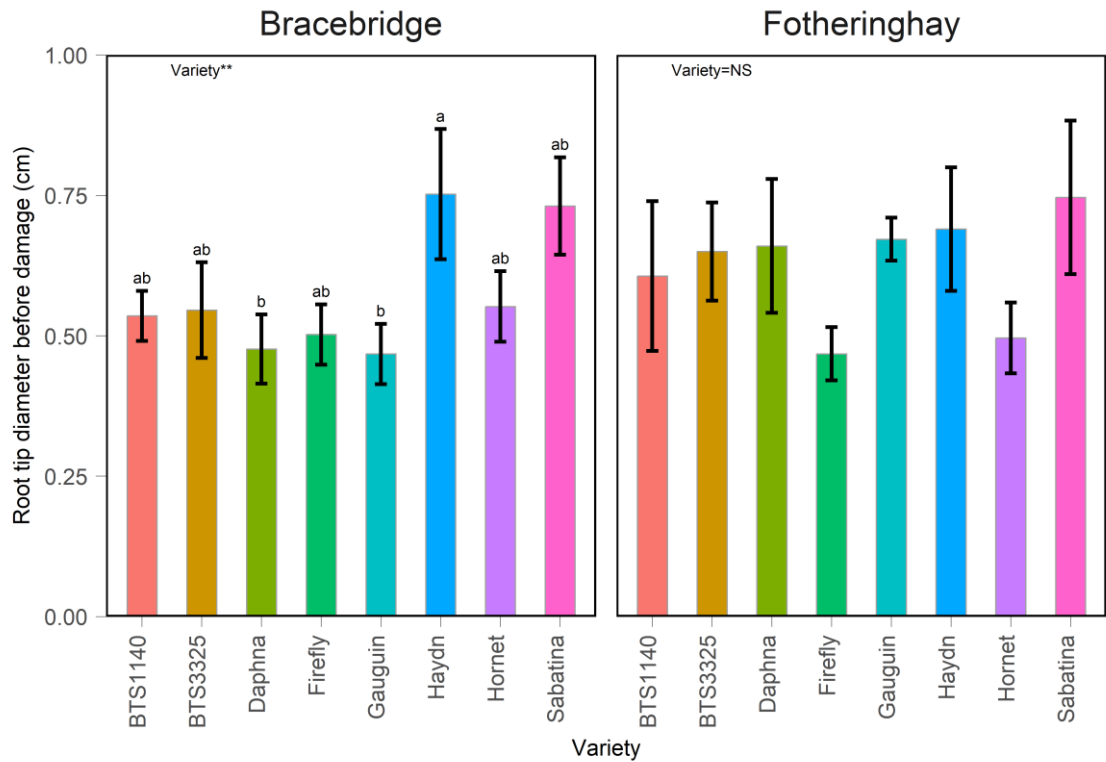 Bracebridge
Fotheringhay
Root tip diameter before damage (cm)
1.00
0.75
0.50
0.25
0.00
Variety**
ab
ab
b
ab
b
a
ab
ab
Variety=NS
BTS1140
BTS3325
Daphna
Firefly
Gauguin
Haydn
Hornet
Sabatina
BTS1140
BTS3325
Daphna
Firefly
Gauguin
Haydn
Hornet
Sabatina
Variety